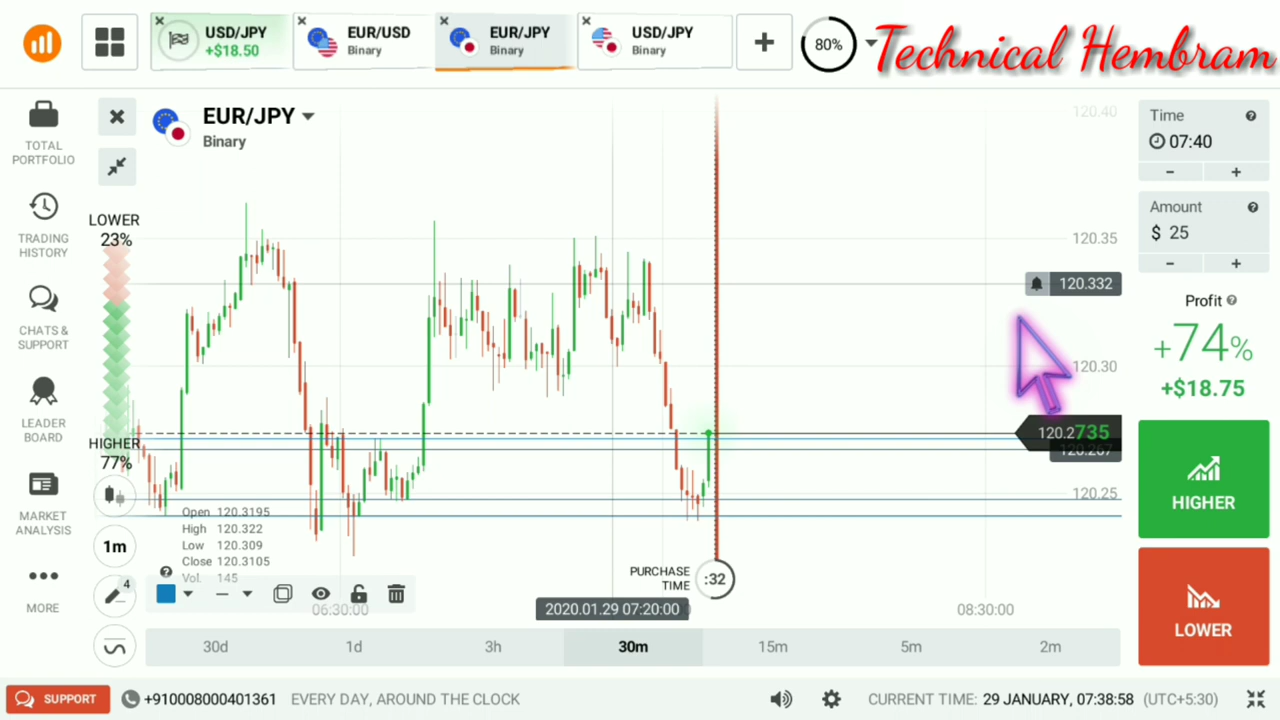 USD/JPY
+$18.50
EUR/USD
Binary
EUR/JPY
Binary
USD/JPY
Binary
80%
Technical Hembram
TOTAL
PORTFOLIO
TRADING
HISTORY
CHATS &
SUPPORT
LEADER
BOARD
MARKET
ANALYSIS
MORE
EUR/JPY
Binary
LOWER
23%
HIGHER
77%
1m
4
Open 120.3195
High 120.322
Low 120.309
Close 120.3105
Vol. 145
120.40
120.35
120.332
120.30
120.2735
120.267
120.25
PURCHASE
TIME
:32
06:30:00
2020.01.29 07:20:00
08:30:00
30d
1d
3h
30m
15m
5m
2m
Time
07:40
- +
Amount
$ 25
- +
Profit
+74%
+$18.75
HIGHER
LOWER
SUPPORT
+910008000401361
EVERY DAY, AROUND THE CLOCK
CURRENT TIME: 29 JANUARY, 07:38:58 (UTC+5:30)